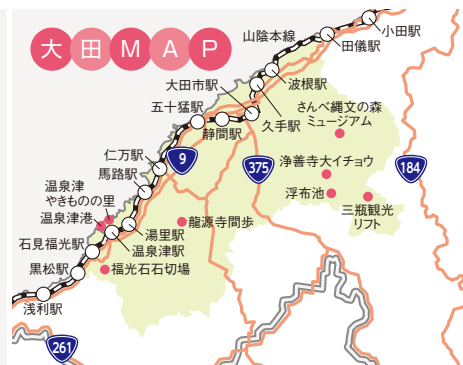 大田MAP
小田駅
山陰本線
田儀駅
波根駅
大田市駅
久手駅
五十猛駅
静間駅
さんべ縄文の森
ミュージアム
仁万駅
9
375
浄善寺大イチョウ
184
馬路駅
浮布池
温泉津
やきものの里
温泉津港
三瓶観光
リフト
龍源寺間歩
湯里駅
石見福光駅
温泉津駅
黒松駅
福光石石切場
浅利駅
261